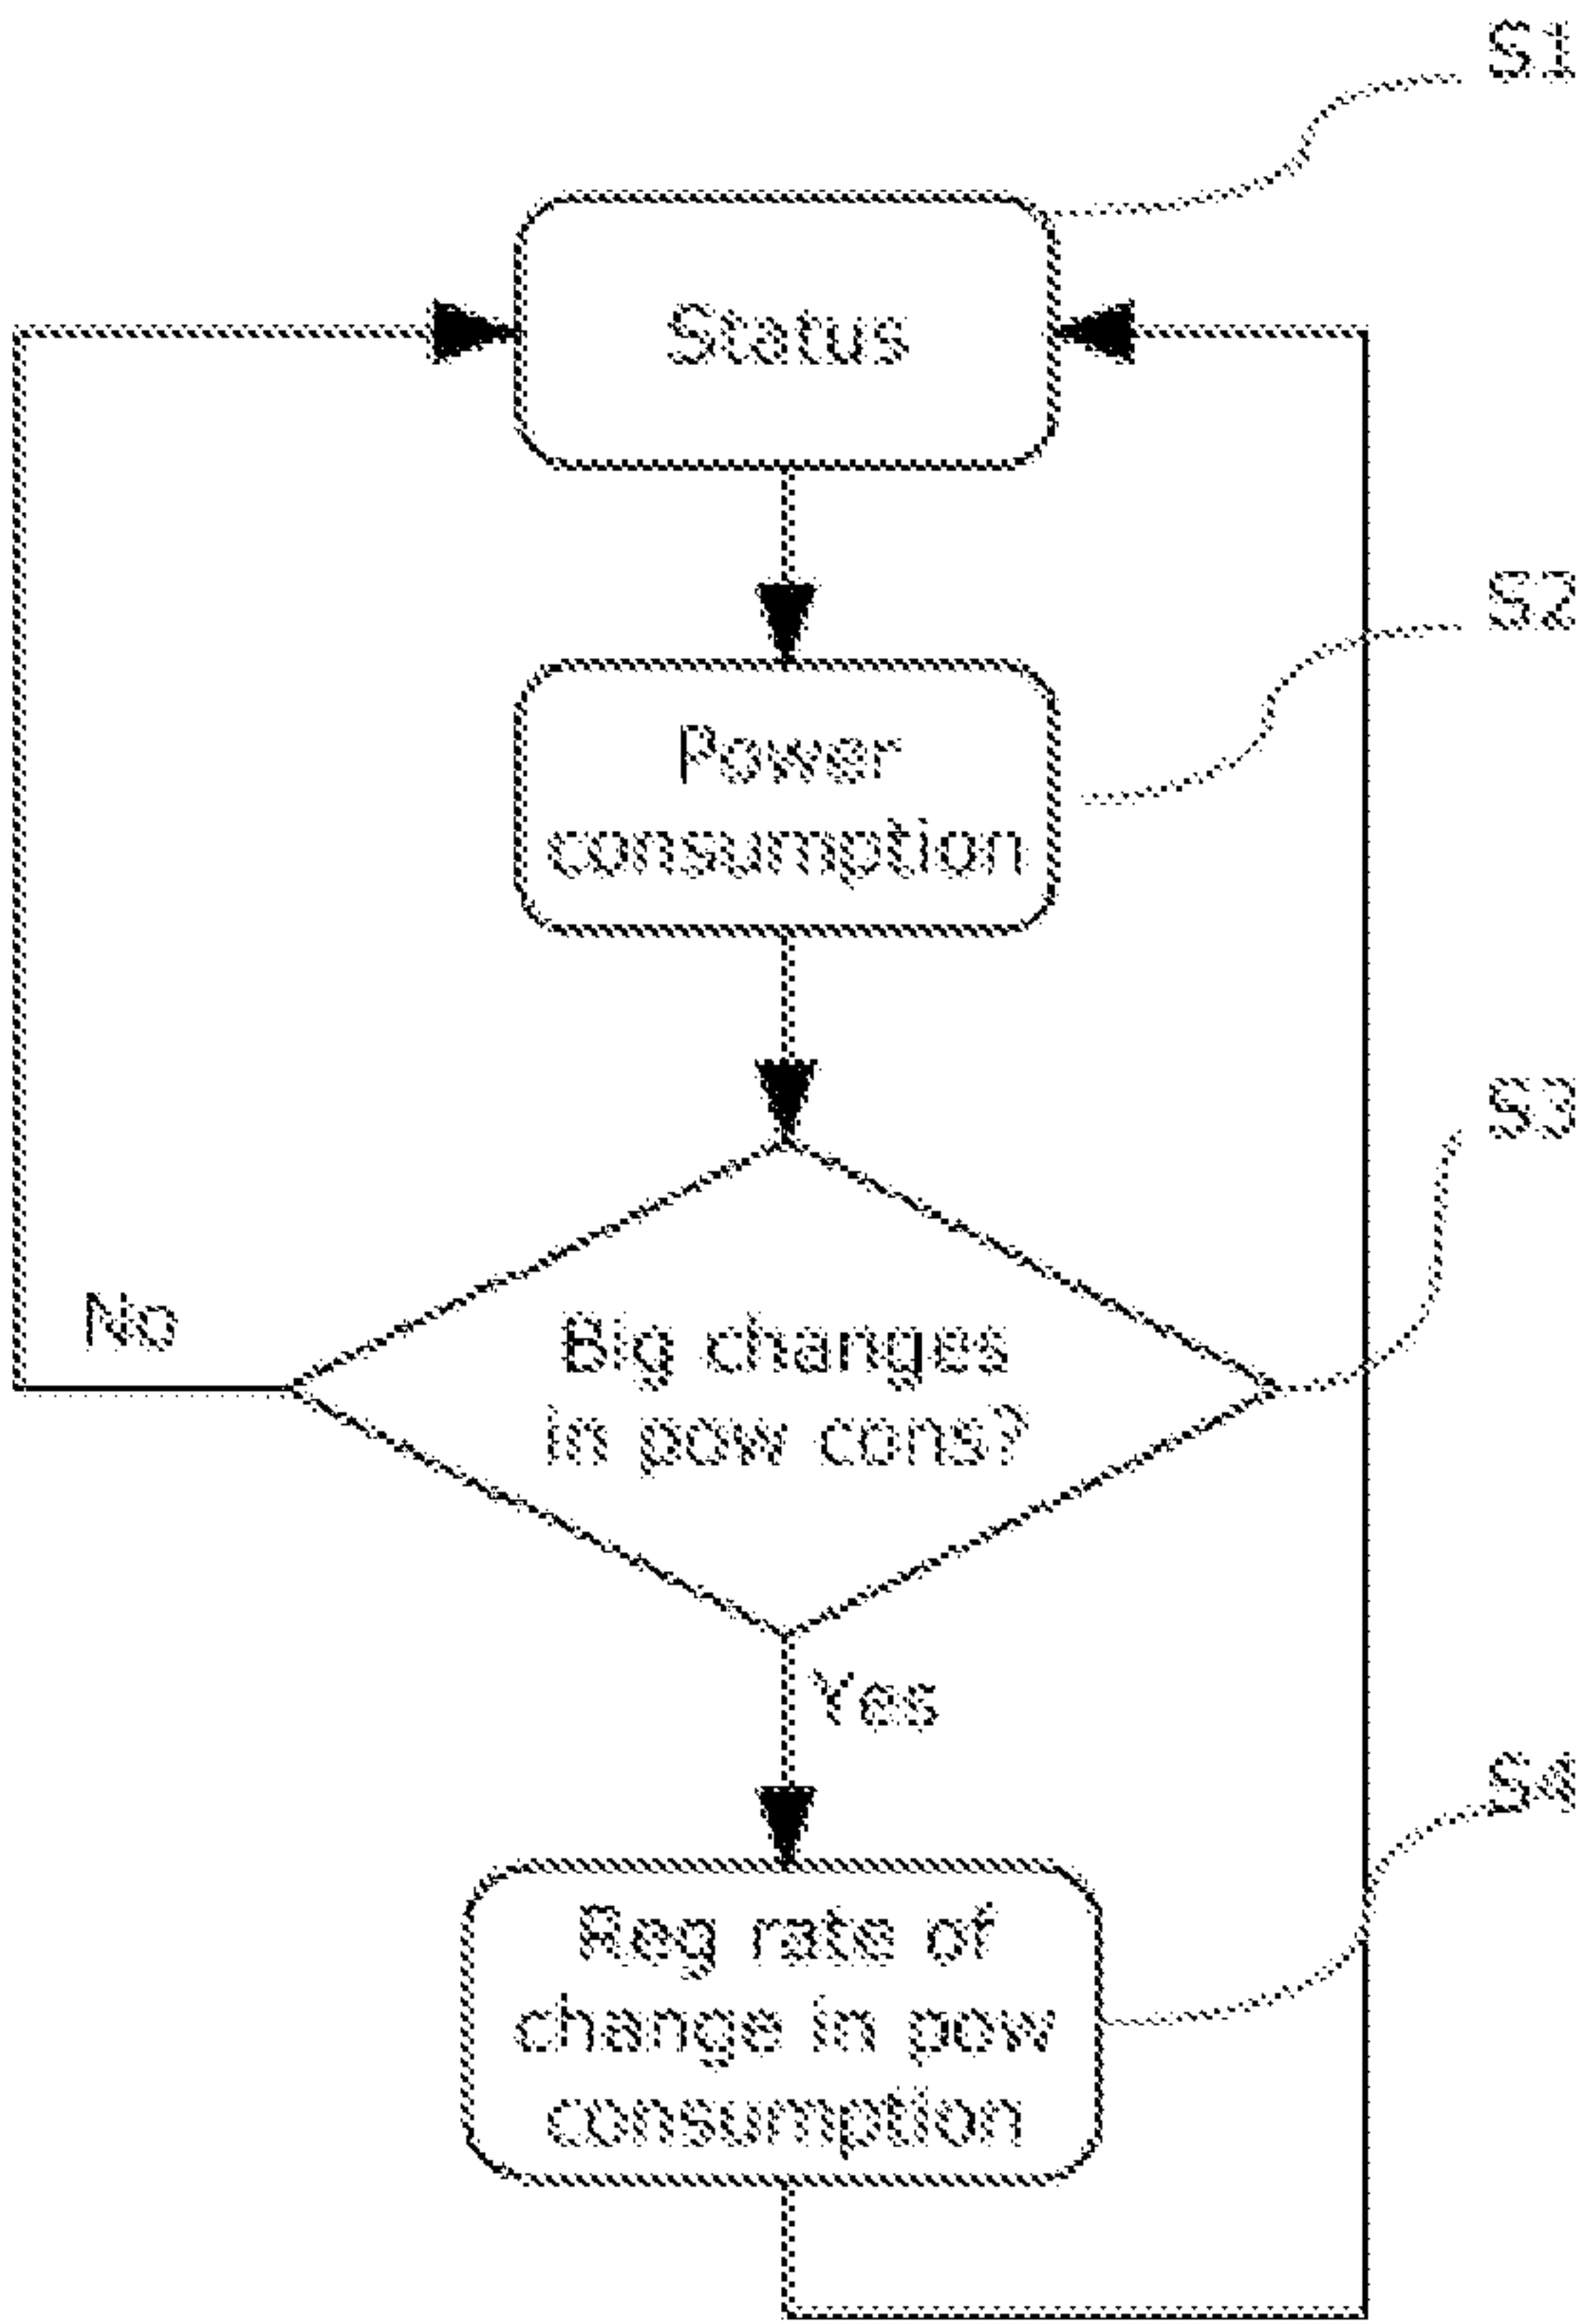 S1
Status
S2
Power
consumption
S3
No
Big changes
in pow cons?
Yes
S4
Reg rate of
change in pow
consumption